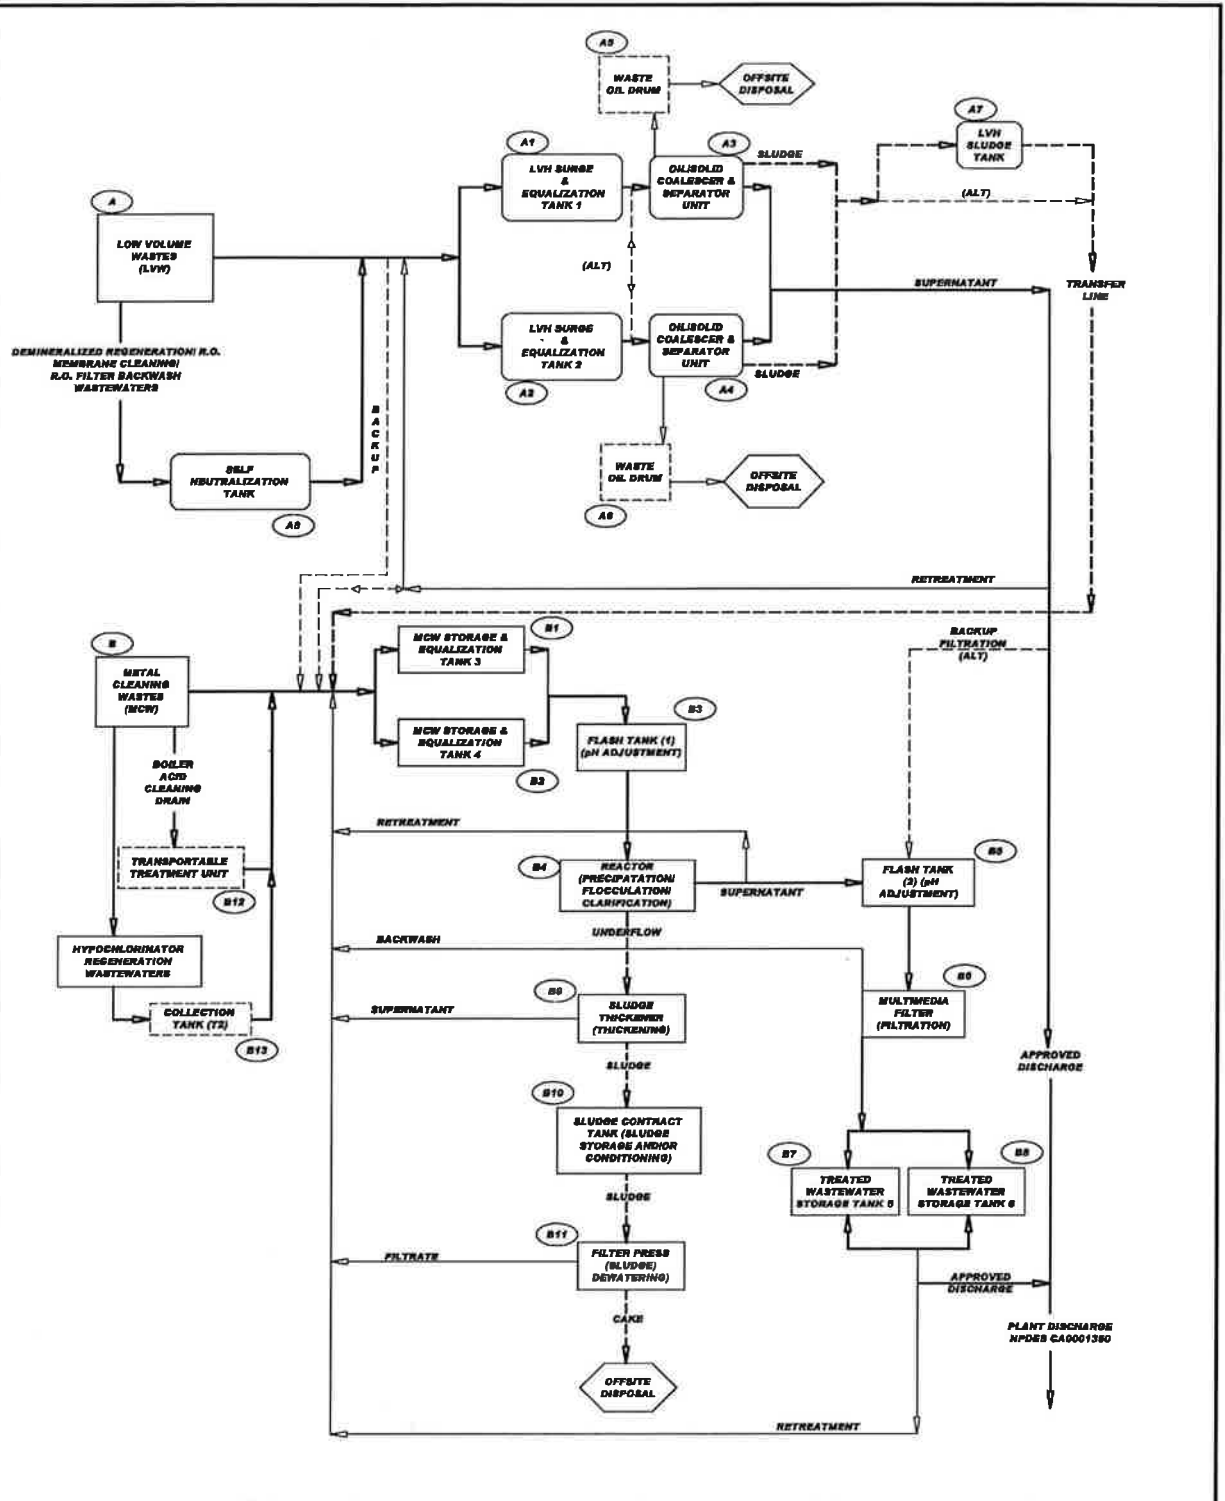 A5
WASTE
OIL DRUM
OFFSITE
DISPOSAL
A7
LVH
SLUDGE
TANK
A1
LVH SURGE
&
EQUALIZATION
TANK 1
A3
OIL/SOLID
COALESCER &
SEPARATOR
UNIT
SLUDGE
(ALT)
A
LOW VOLUME
WASTES
(LVW)
(ALT)
SUPERNATANT
TRANSFER
LINE
LVH SURGE
&
EQUALIZATION
TANK 2
A2
OIL/SOLID
COALESCER &
SEPARATOR
UNIT
A4
SLUDGE
DEMINERALIZED REGENERATION/ R.O.
MEMBRANE CLEANING/
R.O. FILTER BACKWASH
WASTEWATERS
BACKUP
SELF
NEUTRALIZATION
TANK
A8
WASTE
OIL DRUM
A6
OFFSITE
DISPOSAL
RETREATMENT
B
METAL
CLEANING
WASTES
(MCW)
B1
MCW STORAGE &
EQUALIZATION
TANK 3
BACKUP
FILTRATION
(ALT)
MCW STORAGE &
EQUALIZATION
TANK 4
B2
B3
FLASH TANK (1)
(pH ADJUSTMENT)
BOILER
ACID
CLEANING
DRAIN
RETREATMENT
TRANSPORTABLE
TREATMENT UNIT
B12
B4
REACTOR
(PRECIPATATION/
FLOCCULATION/
CLARIFICATION)
SUPERNATANT
B5
FLASH TANK
(2) (pH
ADJUSTMENT)
UNDERFLOW
BACKWASH
HYPOCHLORINATOR
REGENERATION
WASTEWATERS
COLLECTION
TANK (T2)
B13
B9
SLUDGE
THICKENER
(THICKENING)
SUPERNATANT
B6
MULTIMEDIA
FILTER
(FILTRATION)
SLUDGE
APPROVED
DISCHARGE
B10
SLUDGE CONTRACT
TANK (SLUDGE
STORAGE AND/OR
CONDITIONING)
B7
TREATED
WASTEWATER
STORAGE TANK 5
B8
TREATED
WASTEWATER
STORAGE TANK 6
SLUDGE
B11
FILTER PRESS
(SLUDGE)
DEWATERING)
FILTRATE
APPROVED
DISCHARGE
CAKE
PLANT DISCHARGE
NPDES CA0001350
OFFSITE
DISPOSAL
RETREATMENT